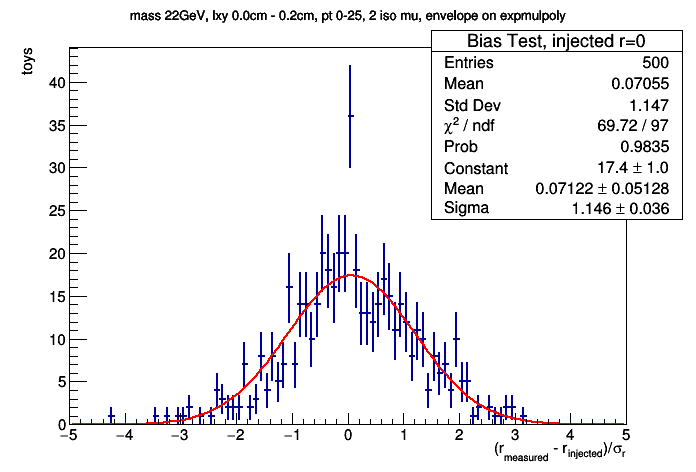 mass 22GeV, lxy 0.0cm - 0.2cm, pt 0-25, 2 iso mu, envelope on expmulpoly
Bias Test, injected r=0
Entries 500
Mean 0.07055
Std Dev 1.147
χ² / ndf 69.72 / 97
Prob 0.9835
Constant 17.4 ± 1.0
Mean 0.07122 ± 0.05128
Sigma 1.146 ± 0.036
toys
40
35
30
25
20
15
10
5
0
−5 −4 −3 −2 −1 0 1 2 3 4 5
(r_measured - r_injected)/σ_r